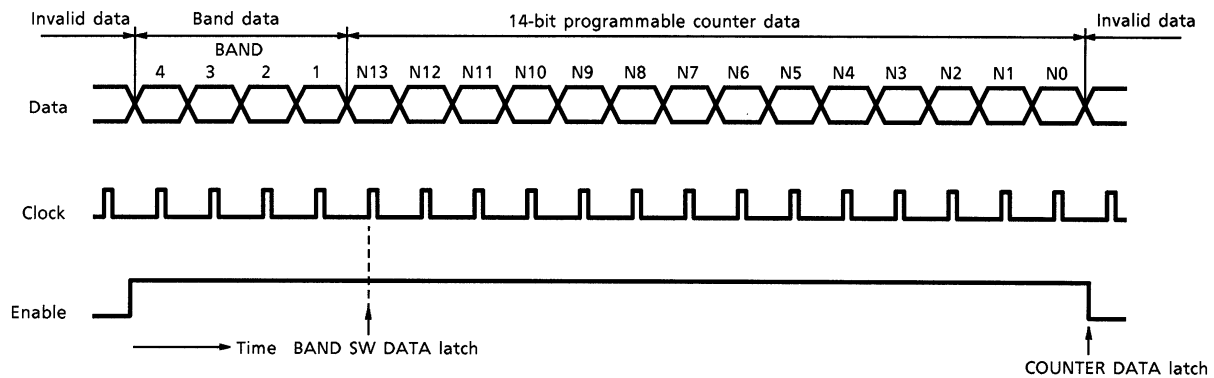 Invalid data Band data 14-bit programmable counter data Invalid data
BAND
4 3 2 1 N13 N12 N11 N10 N9 N8 N7 N6 N5 N4 N3 N2 N1 N0
Data
Clock
Enable
Time BAND SW DATA latch
COUNTER DATA latch